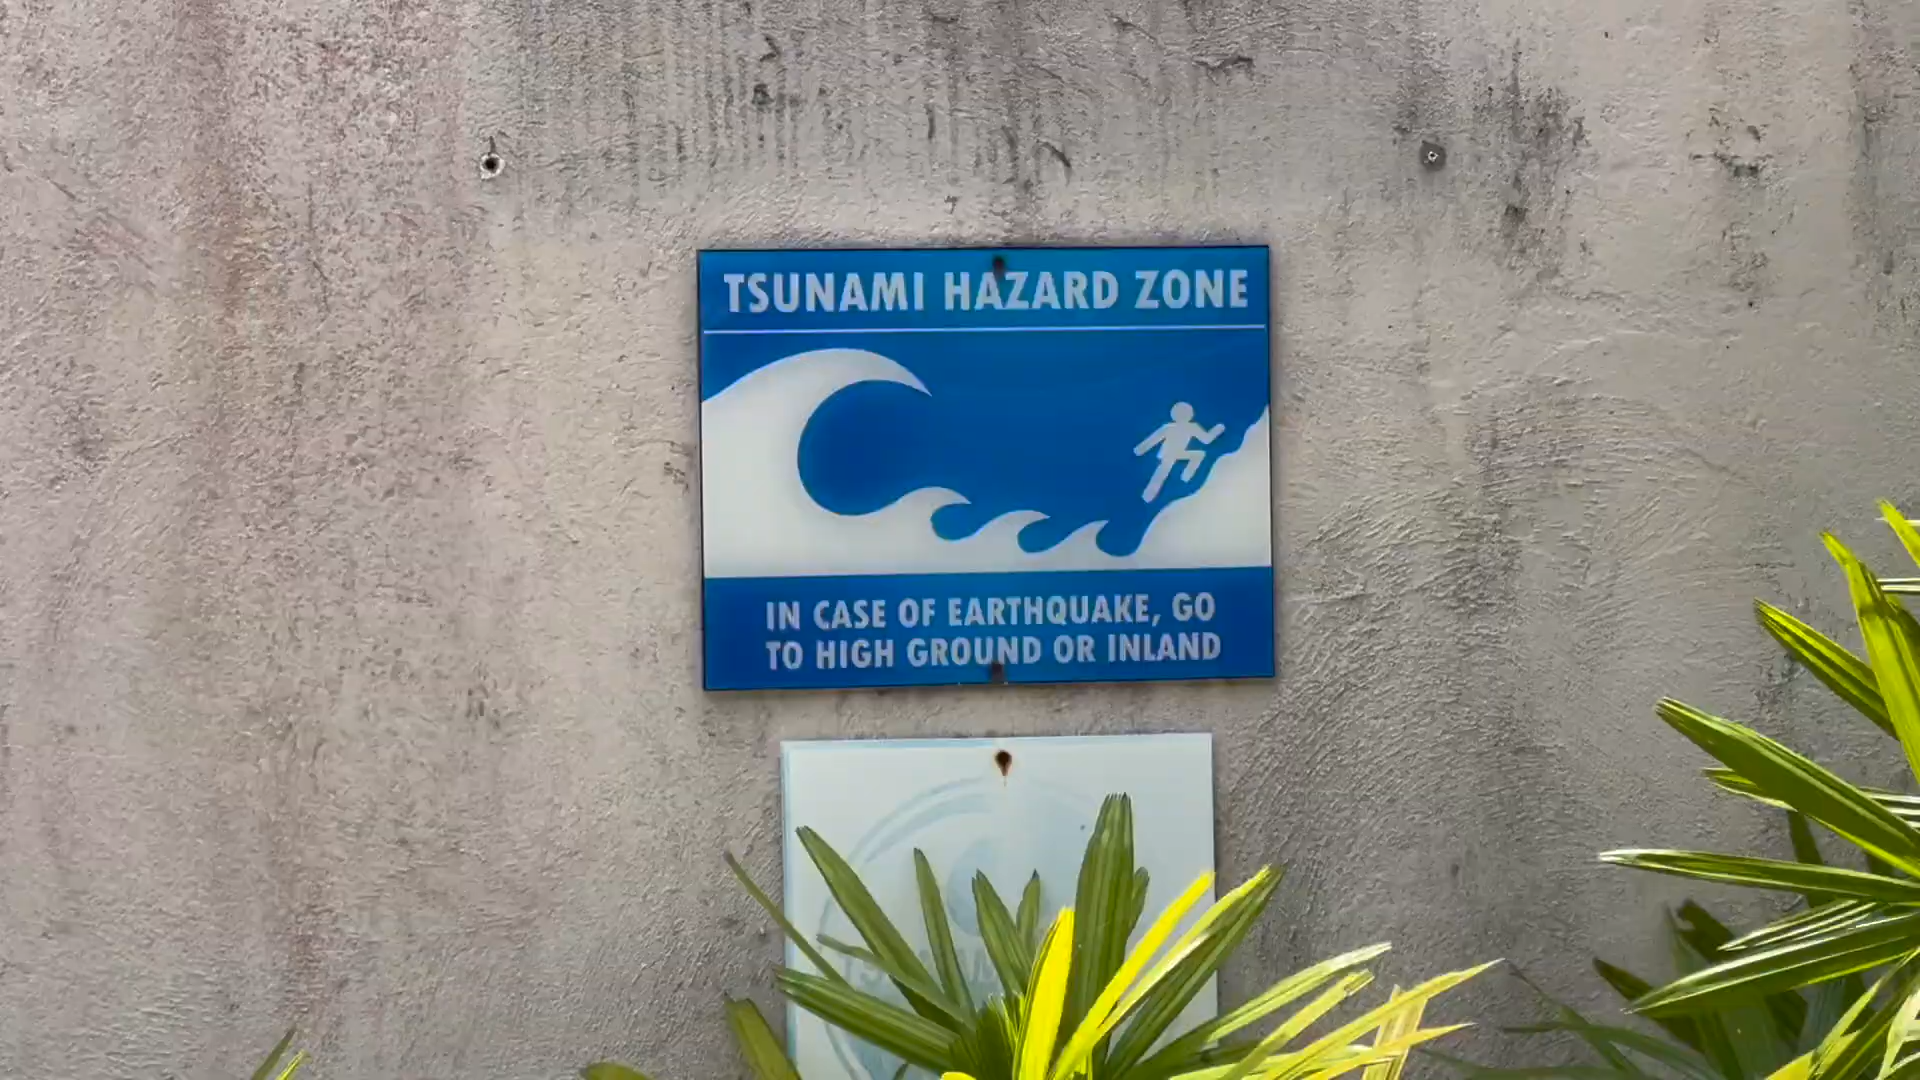 TSUNAMI HAZARD ZONE
IN CASE OF EARTHQUAKE, GO
TO HIGH GROUND OR INLAND